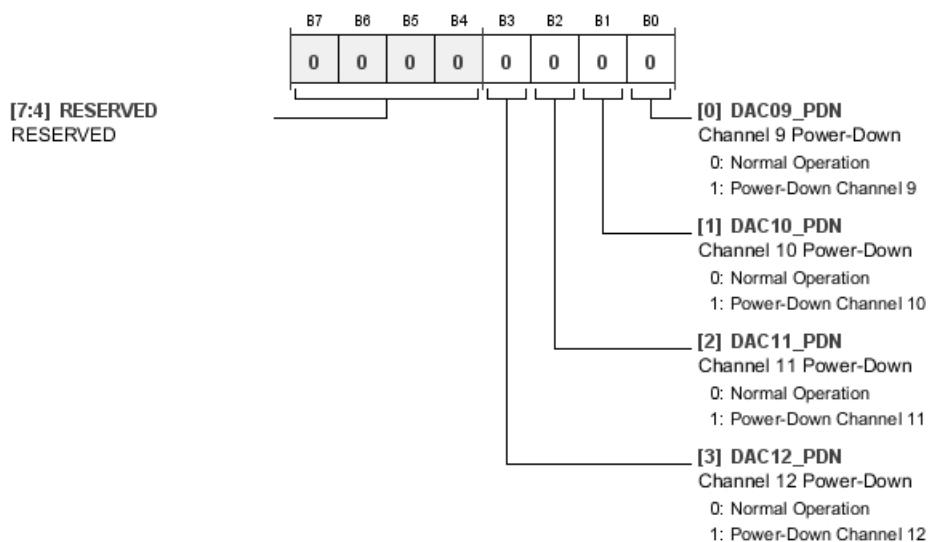 B7 B6 B5 B4 B3 B2 B1 B0
0 0 0 0 0 0 0 0
[7:4] RESERVED
RESERVED
[0] DAC09_PDN
Channel 9 Power-Down
0: Normal Operation
1: Power-Down Channel 9
[1] DAC10_PDN
Channel 10 Power-Down
0: Normal Operation
1: Power-Down Channel 10
[2] DAC11_PDN
Channel 11 Power-Down
0: Normal Operation
1: Power-Down Channel 11
[3] DAC12_PDN
Channel 12 Power-Down
0: Normal Operation
1: Power-Down Channel 12